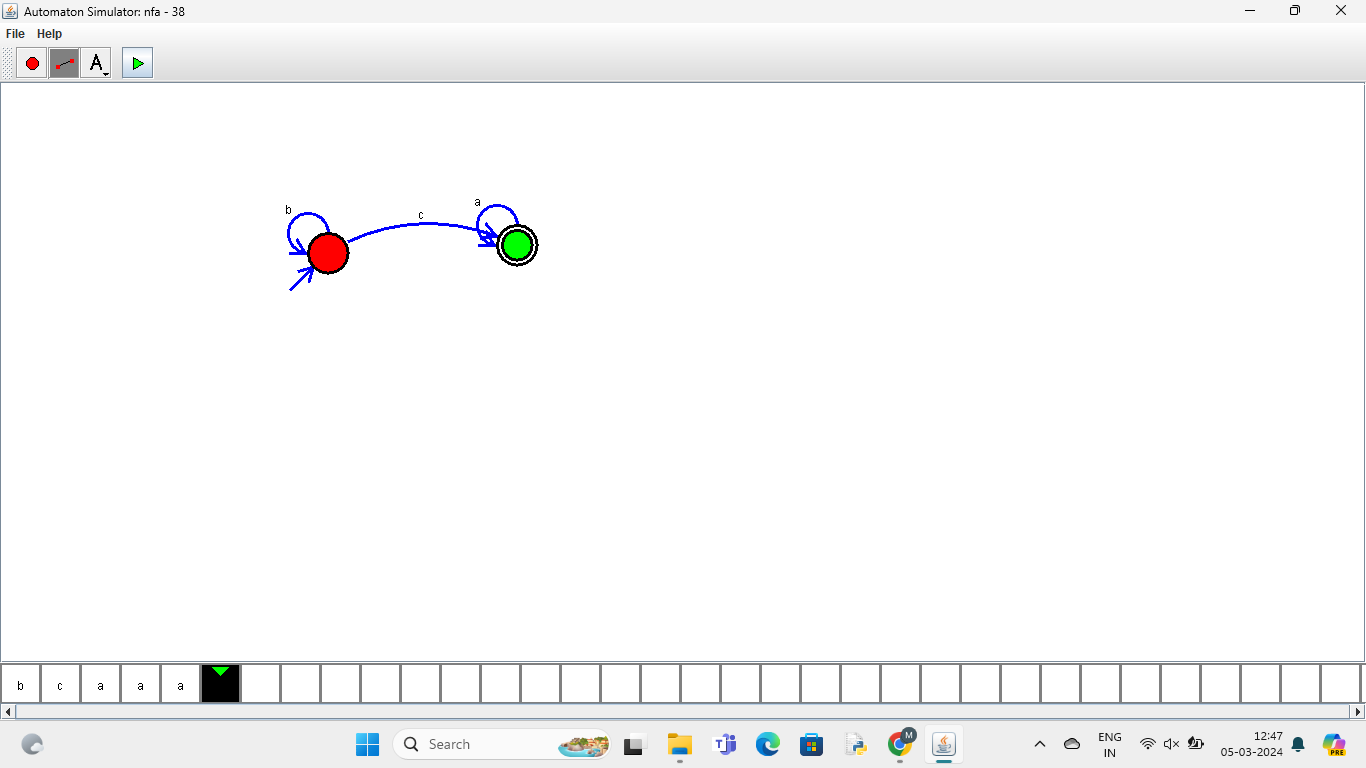 Automaton Simulator: nfa - 38
File Help
A
a
b
c
b c a a a
Search
M
ENG
IN
12:47
05-03-2024
PRE